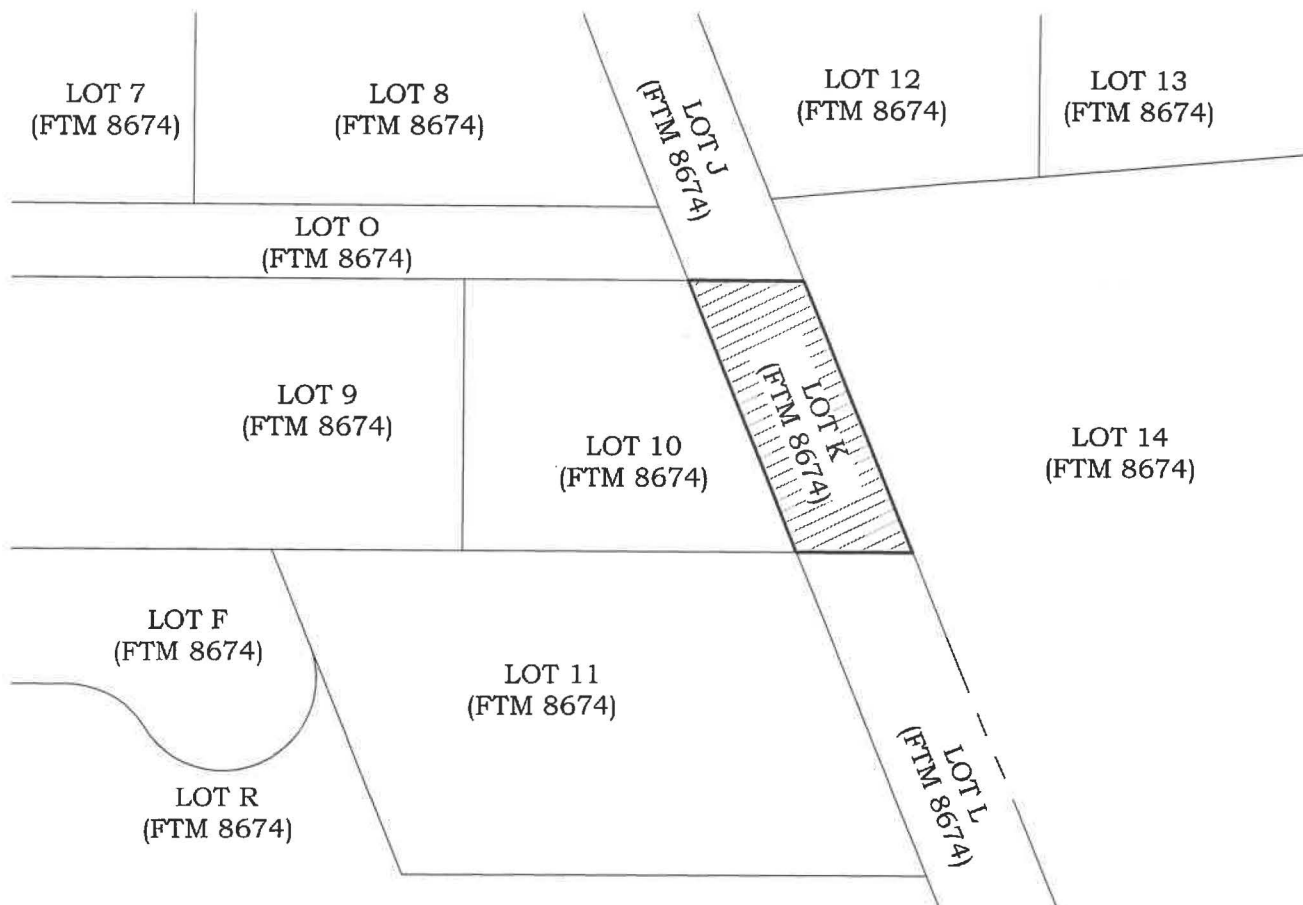 LOT 7
(FTM 8674)
LOT 8
(FTM 8674)
LOT J
(FTM 8674)
LOT 12
(FTM 8674)
LOT 13
(FTM 8674)
LOT O
(FTM 8674)
LOT 9
(FTM 8674)
LOT 10
(FTM 8674)
LOT K
(FTM 8674)
LOT 14
(FTM 8674)
LOT F
(FTM 8674)
LOT 11
(FTM 8674)
LOT R
(FTM 8674)
LOT L
(FTM 8674)